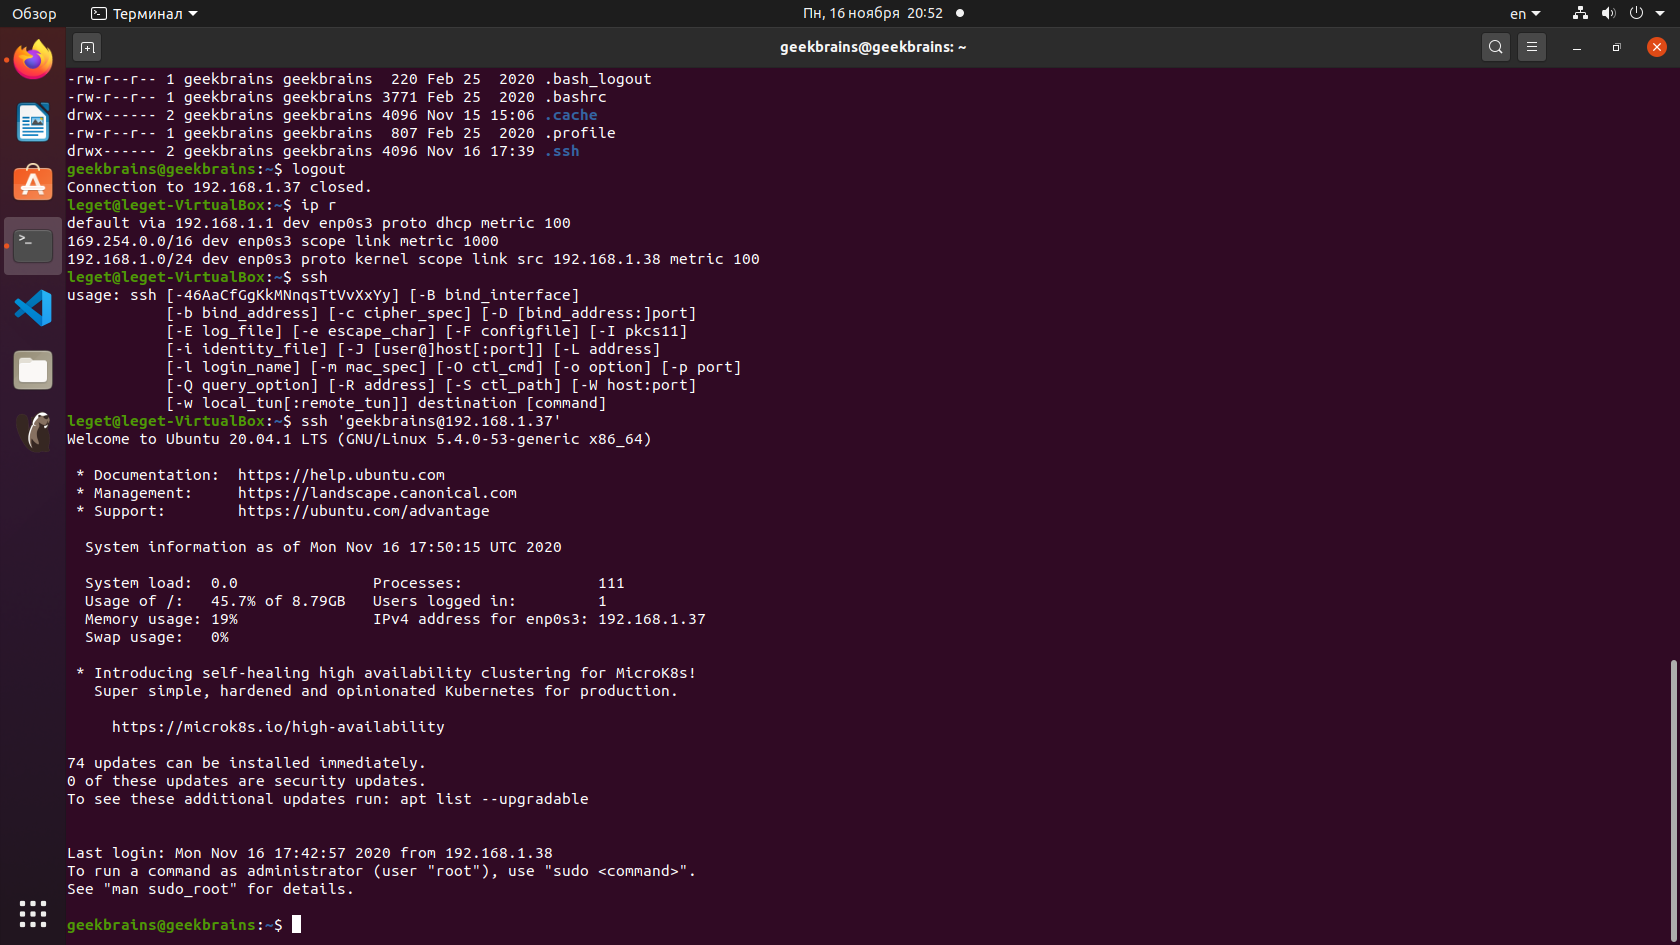 Обзор Терминал Пн, 16 ноября 20:52 en
geekbrains@geekbrains: ~
-rw-r--r-- 1 geekbrains geekbrains  220 Feb 25  2020 .bash_logout
-rw-r--r-- 1 geekbrains geekbrains 3771 Feb 25  2020 .bashrc
drwx------ 2 geekbrains geekbrains 4096 Nov 15 15:06 .cache
-rw-r--r-- 1 geekbrains geekbrains  807 Feb 25  2020 .profile
drwx------ 2 geekbrains geekbrains 4096 Nov 16 17:39 .ssh
geekbrains@geekbrains:~$ logout
Connection to 192.168.1.37 closed.
leget@leget-VirtualBox:~$ ip r
default via 192.168.1.1 dev enp0s3 proto dhcp metric 100
169.254.0.0/16 dev enp0s3 scope link metric 1000
192.168.1.0/24 dev enp0s3 proto kernel scope link src 192.168.1.38 metric 100
leget@leget-VirtualBox:~$ ssh
usage: ssh [-46AaCfGgKkMNnqsTtVvXxYy] [-B bind_interface]
           [-b bind_address] [-c cipher_spec] [-D [bind_address:]port]
           [-E log_file] [-e escape_char] [-F configfile] [-I pkcs11]
           [-i identity_file] [-J [user@]host[:port]] [-L address]
           [-l login_name] [-m mac_spec] [-O ctl_cmd] [-o option] [-p port]
           [-Q query_option] [-R address] [-S ctl_path] [-W host:port]
           [-w local_tun[:remote_tun]] destination [command]
leget@leget-VirtualBox:~$ ssh 'geekbrains@192.168.1.37'
Welcome to Ubuntu 20.04.1 LTS (GNU/Linux 5.4.0-53-generic x86_64)
 * Documentation:  https://help.ubuntu.com
 * Management:     https://landscape.canonical.com
 * Support:        https://ubuntu.com/advantage
  System information as of Mon Nov 16 17:50:15 UTC 2020
  System load:  0.0               Processes:               111
  Usage of /:   45.7% of 8.79GB   Users logged in:         1
  Memory usage: 19%               IPv4 address for enp0s3: 192.168.1.37
  Swap usage:   0%
 * Introducing self-healing high availability clustering for MicroK8s!
   Super simple, hardened and opinionated Kubernetes for production.
     https://microk8s.io/high-availability
74 updates can be installed immediately.
0 of these updates are security updates.
To see these additional updates run: apt list --upgradable
Last login: Mon Nov 16 17:42:57 2020 from 192.168.1.38
To run a command as administrator (user "root"), use "sudo <command>".
See "man sudo_root" for details.
geekbrains@geekbrains:~$